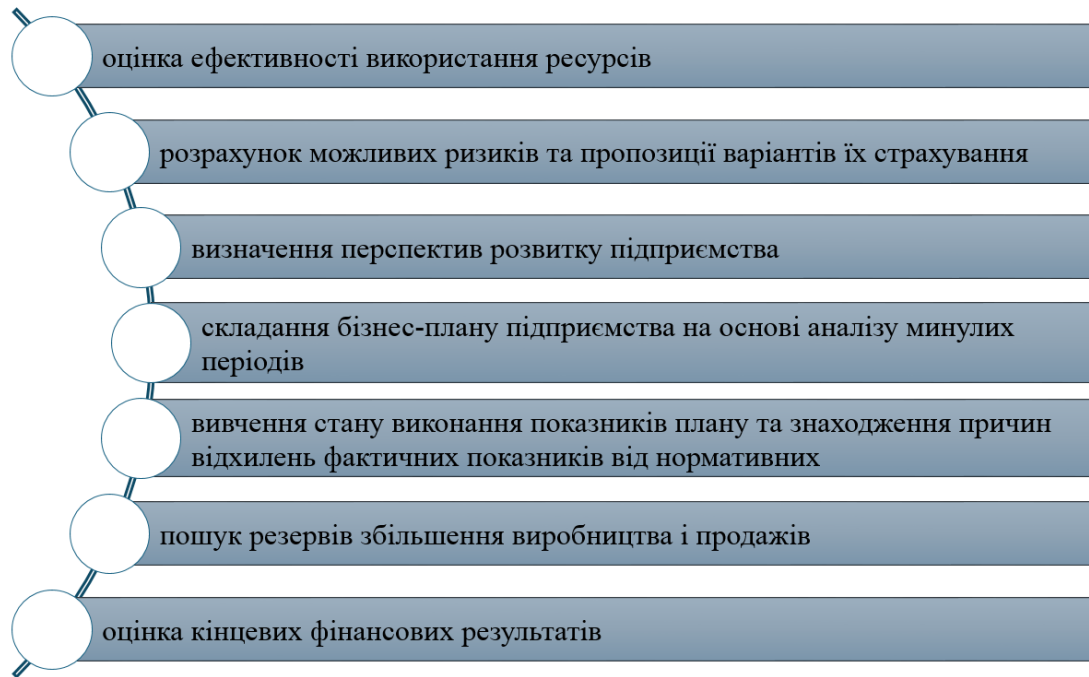 оцінка ефективності використання ресурсів
розрахунок можливих ризиків та пропозиції варіантів їх страхування
визначення перспектив розвитку підприємства
складання бізнес-плану підприємства на основі аналізу минулих
періодів
вивчення стану виконання показників плану та знаходження причин
відхилень фактичних показників від нормативних
пошук резервів збільшення виробництва і продажів
оцінка кінцевих фінансових результатів